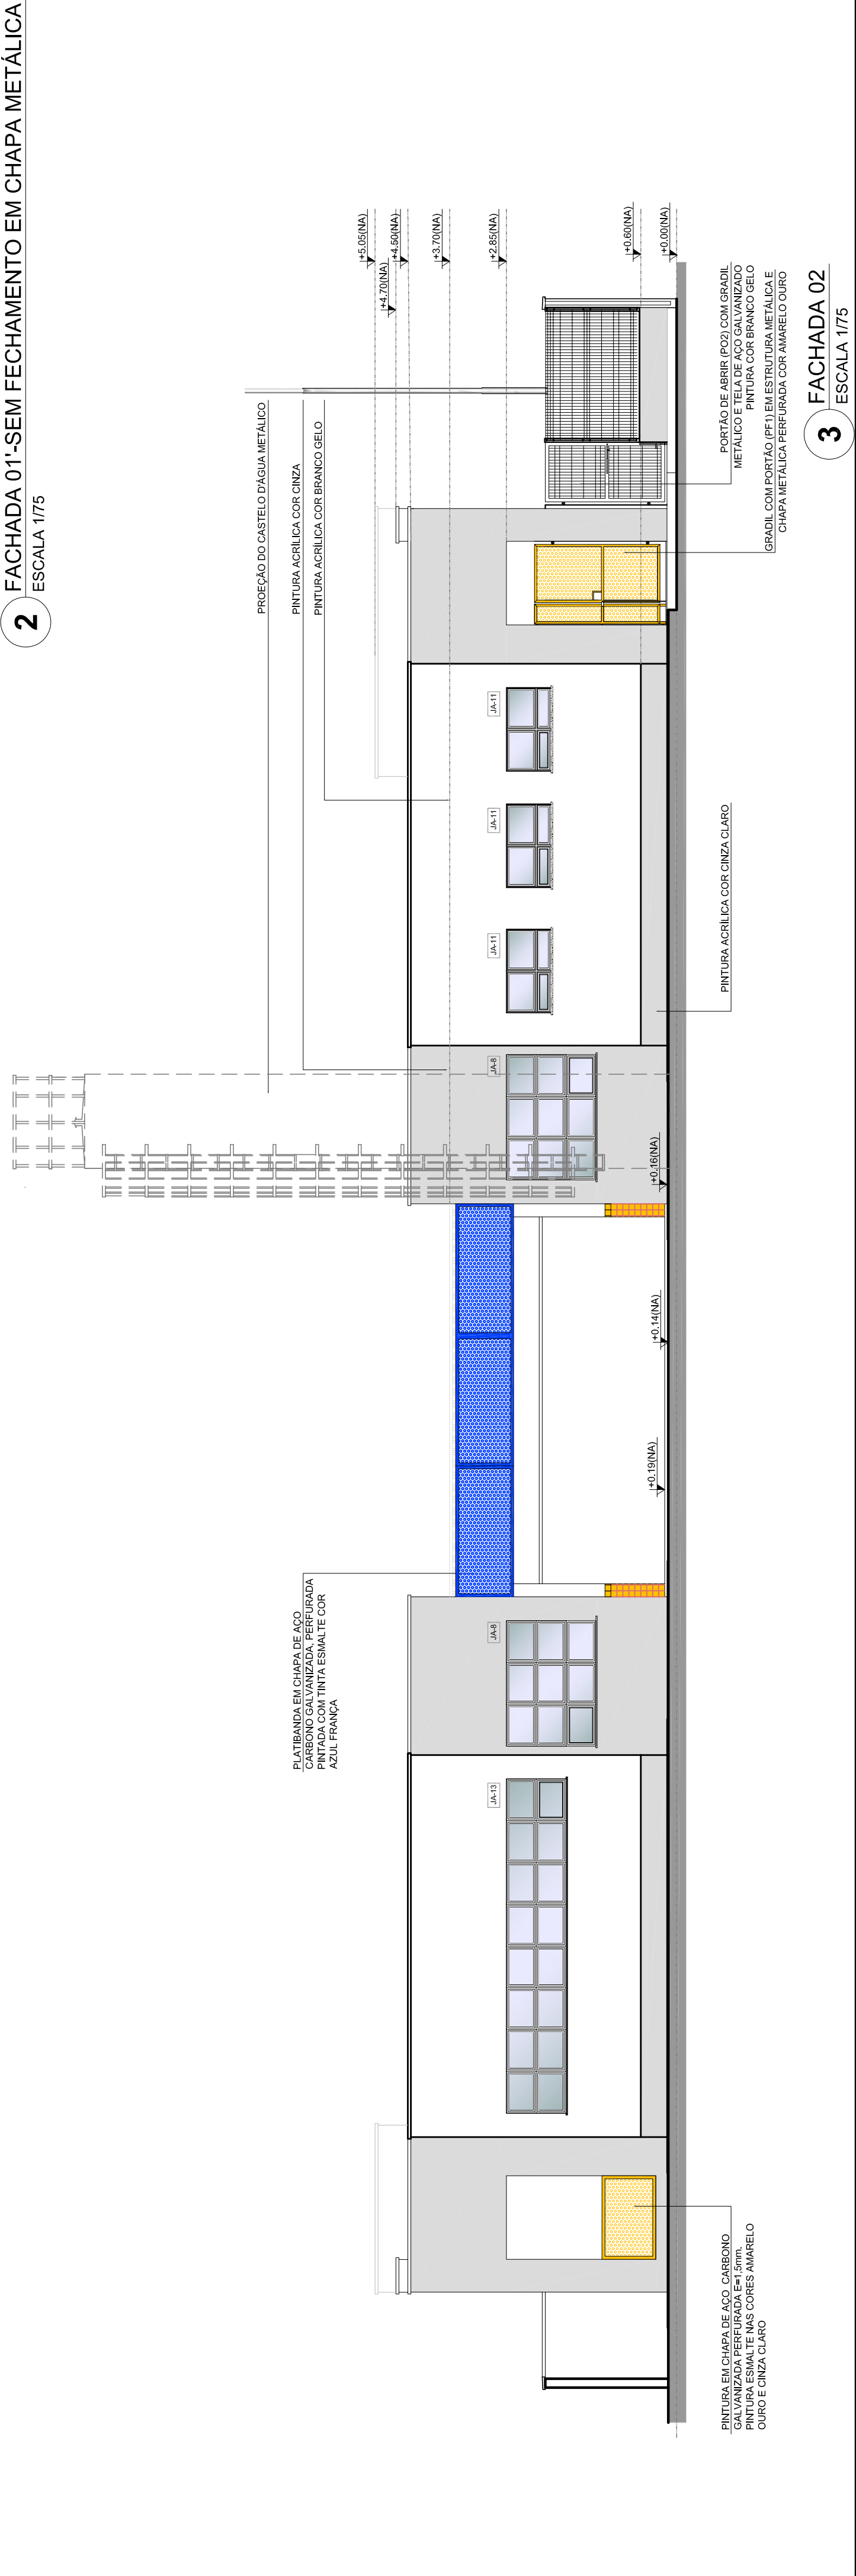 2
FACHADA 01'-SEM FECHAMENTO EM CHAPA METÁLICA
ESCALA 1/75
PROEÇÃO DO CASTELO D'ÁGUA METÁLICO
PINTURA ACRÍLICA COR CINZA
PINTURA ACRÍLICA COR BRANCO GELO
PLATIBANDA EM CHAPA DE AÇO
CARBONO GALVANIZADA, PERFURADA
PINTADA COM TINTA ESMALTE COR
AZUL FRANÇA
+5.05(NA)
+4.70(NA)
+4.50(NA)
+3.70(NA)
+2.85(NA)
+0.60(NA)
+0.00(NA)
JA-13
JA-8
JA-8
JA-11
JA-11
JA-11
+0.19(NA)
+0.14(NA)
+0.16(NA)
PINTURA EM CHAPA DE AÇO CARBONO
GALVANIZADA PERFURADA E=1,5mm.
PINTURA ESMALTE NAS CORES AMARELO
OURO E CINZA CLARO
PINTURA ACRÍLICA COR CINZA CLARO
PORTÃO DE ABRIR (PO2) COM GRADIL
METÁLICO E TELA DE AÇO GALVANIZADO
PINTURA COR BRANCO GELO
GRADIL COM PORTÃO (PF1) EM ESTRUTURA METÁLICA E
CHAPA METÁLICA PERFURADA COR AMARELO OURO
3
FACHADA 02
ESCALA 1/75